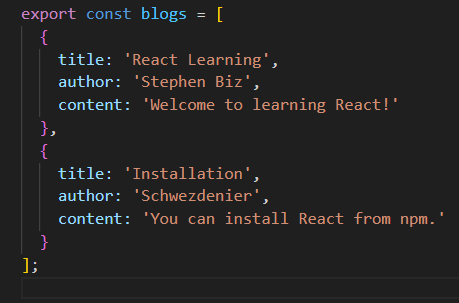 export const blogs = [
  {
    title: 'React Learning',
    author: 'Stephen Biz',
    content: 'Welcome to learning React!'
  },
  {
    title: 'Installation',
    author: 'Schwezdenier',
    content: 'You can install React from npm.'
  }
];